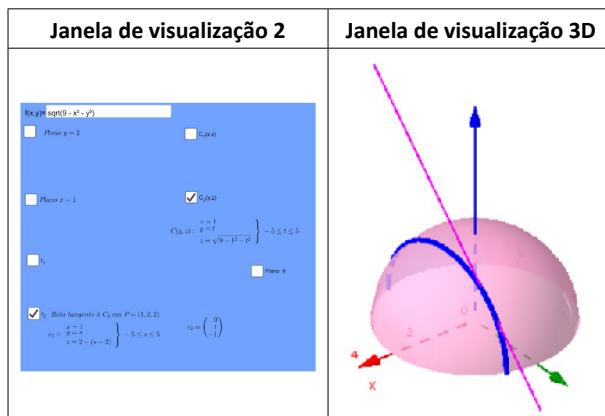 Janela de visualização 2
Janela de visualização 3D
f(x,y)= sqrt(9 - x² - y²)
Plano y = 2
C₁(x,z)
Plano x = 1
C₂(x,z)
x = 1
C(y, z) : y = t } −5 ≤ t ≤ 5
z = √9 − 1² − t²
r₁
Plano π
r₂ Reta tangente à C₂ em P = (1, 2, 2)
x = 1
r₂ = y = s } −5 ≤ s ≤ 5
z = 2 − (s − 2)
0
1
−1
0
2
4
X